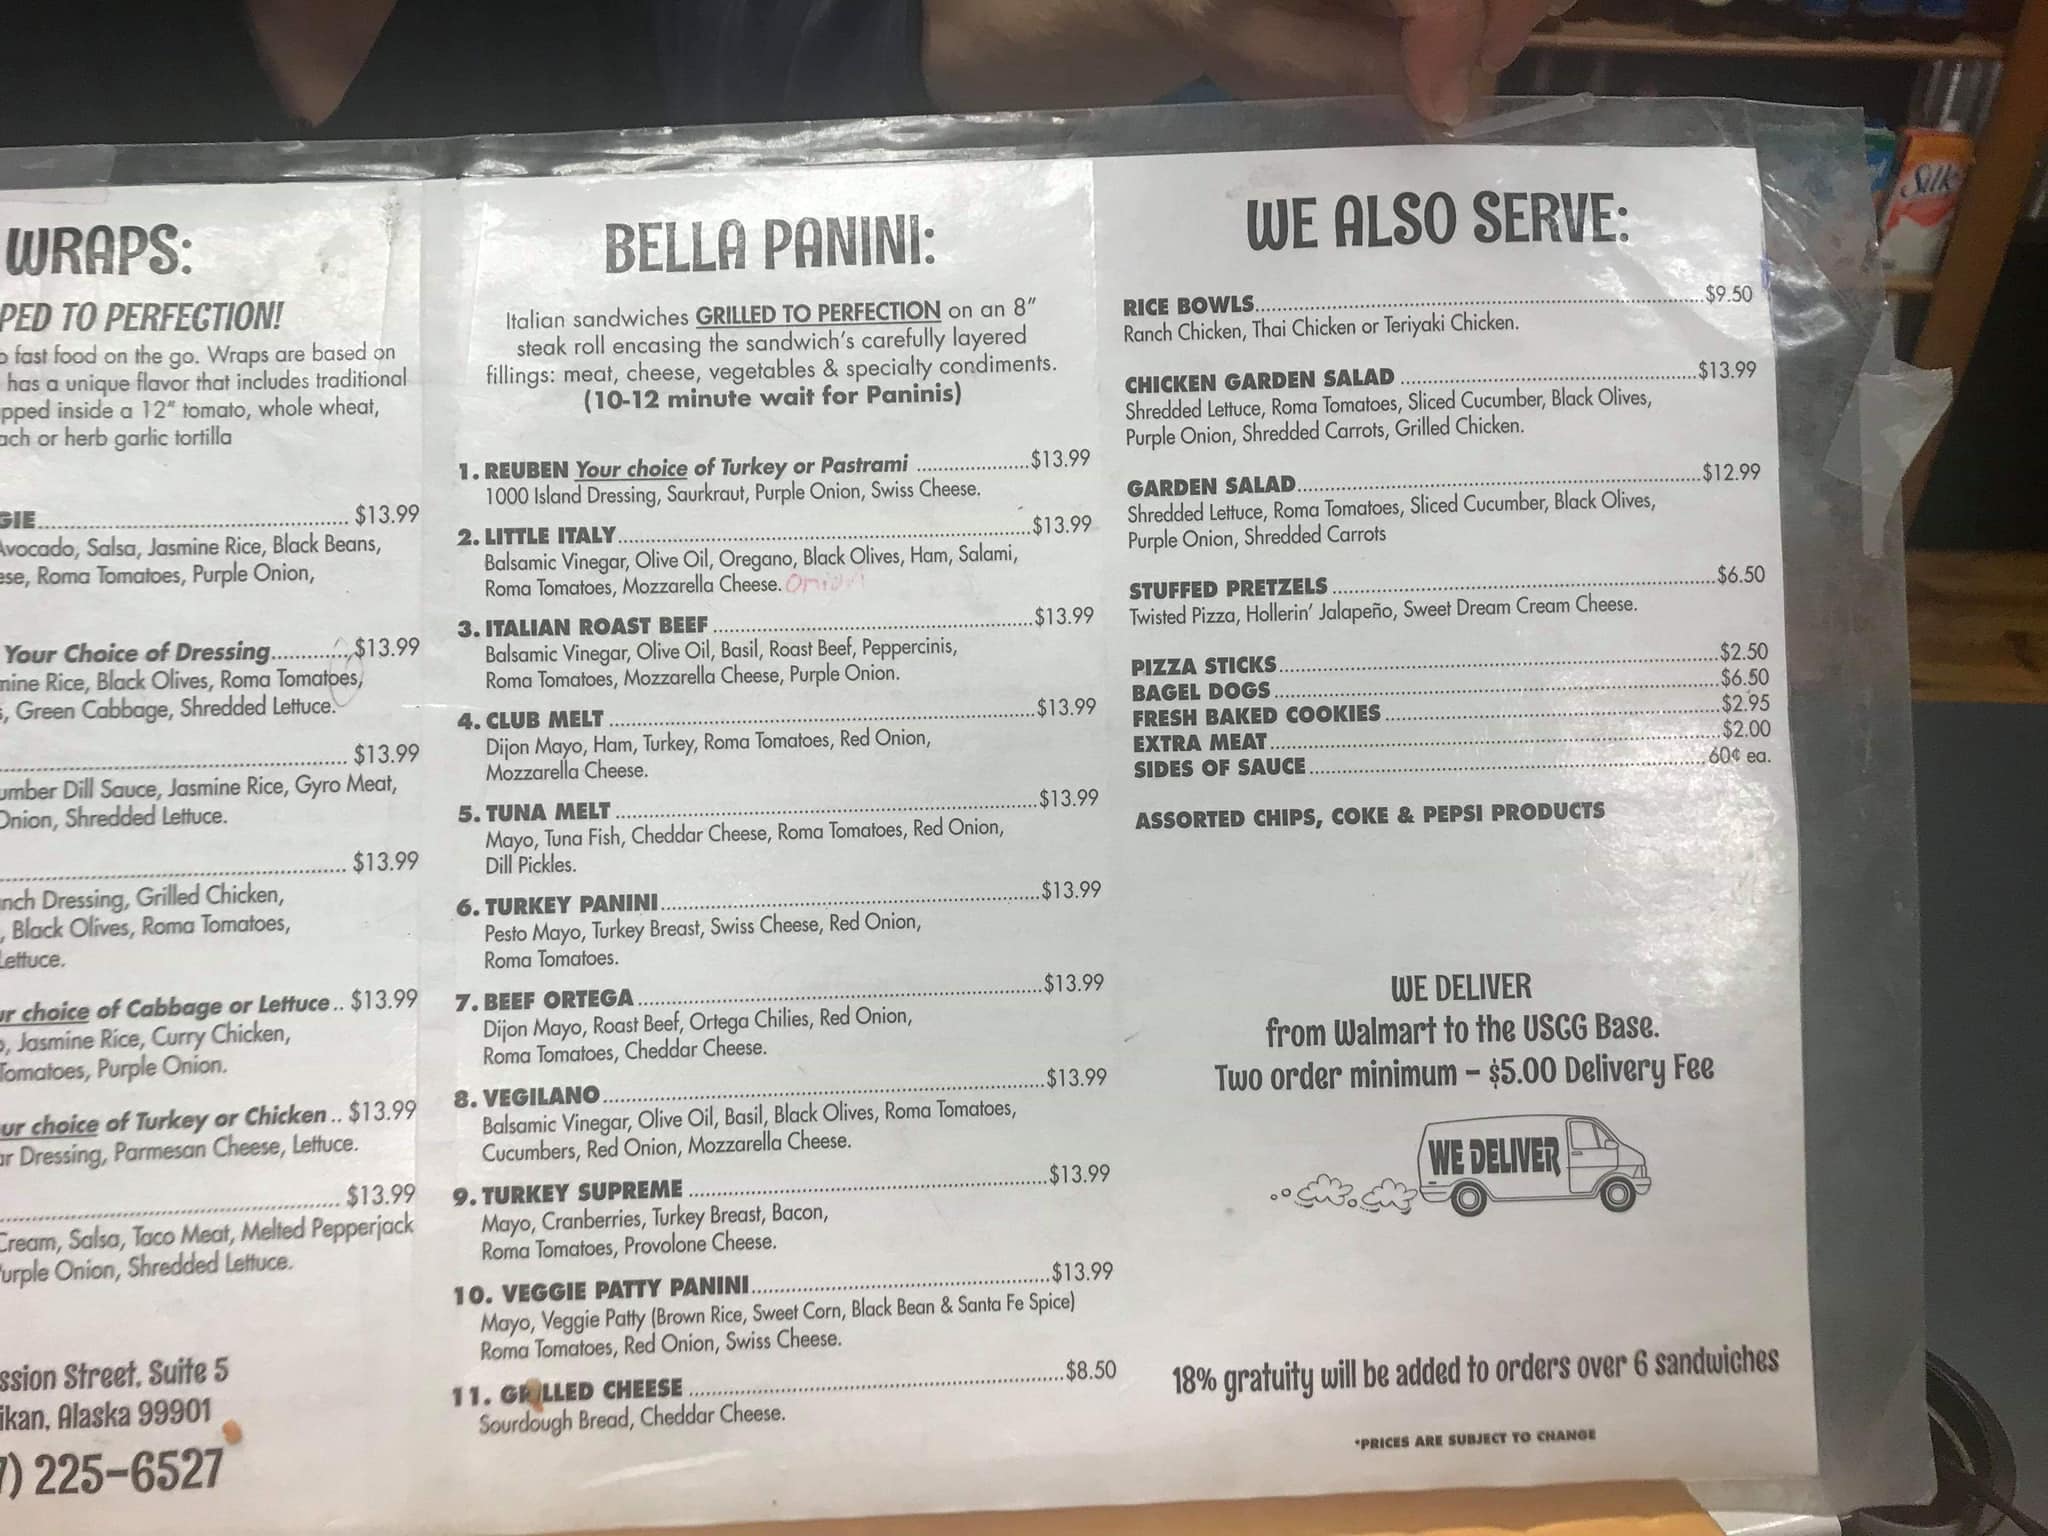 WRAPS:
PED TO PERFECTION!
fast food on the go. Wraps are based on
has a unique flavor that includes traditional
pped inside a 12" tomato, whole wheat,
ach or herb garlic tortilla
GIE.......... $13.99
Avocado, Salsa, Jasmine Rice, Black Beans,
ese, Roma Tomatoes, Purple Onion,
Your Choice of Dressing.......... $13.99
mine Rice, Black Olives, Roma Tomatoes,
s, Green Cabbage, Shredded Lettuce.
.......... $13.99
umber Dill Sauce, Jasmine Rice, Gyro Meat,
Onion, Shredded Lettuce.
.......... $13.99
nch Dressing, Grilled Chicken,
, Black Olives, Roma Tomatoes,
Lettuce.
ur choice of Cabbage or Lettuce.. $13.99
, Jasmine Rice, Curry Chicken,
Tomatoes, Purple Onion.
ur choice of Turkey or Chicken.. $13.99
ar Dressing, Parmesan Cheese, Lettuce.
.......... $13.99
Cream, Salsa, Taco Meat, Melted Pepperjack
Purple Onion, Shredded Lettuce.
ssion Street, Suite 5
ikan, Alaska 99901
7) 225-6527
BELLA PANINI:
Italian sandwiches GRILLED TO PERFECTION on an 8"
steak roll encasing the sandwich's carefully layered
fillings: meat, cheese, vegetables & specialty condiments.
(10-12 minute wait for Paninis)
1. REUBEN Your choice of Turkey or Pastrami .......... $13.99
1000 Island Dressing, Saurkraut, Purple Onion, Swiss Cheese.
2. LITTLE ITALY.......... $13.99
Balsamic Vinegar, Olive Oil, Oregano, Black Olives, Ham, Salami,
Roma Tomatoes, Mozzarella Cheese. Onion
3. ITALIAN ROAST BEEF .......... $13.99
Balsamic Vinegar, Olive Oil, Basil, Roast Beef, Peppercinis,
Roma Tomatoes, Mozzarella Cheese, Purple Onion.
4. CLUB MELT .......... $13.99
Dijon Mayo, Ham, Turkey, Roma Tomatoes, Red Onion,
Mozzarella Cheese.
5. TUNA MELT .......... $13.99
Mayo, Tuna Fish, Cheddar Cheese, Roma Tomatoes, Red Onion,
Dill Pickles.
6. TURKEY PANINI.......... $13.99
Pesto Mayo, Turkey Breast, Swiss Cheese, Red Onion,
Roma Tomatoes.
7. BEEF ORTEGA .......... $13.99
Dijon Mayo, Roast Beef, Ortega Chilies, Red Onion,
Roma Tomatoes, Cheddar Cheese.
8. VEGILANO.......... $13.99
Balsamic Vinegar, Olive Oil, Basil, Black Olives, Roma Tomatoes,
Cucumbers, Red Onion, Mozzarella Cheese.
9. TURKEY SUPREME .......... $13.99
Mayo, Cranberries, Turkey Breast, Bacon,
Roma Tomatoes, Provolone Cheese.
10. VEGGIE PATTY PANINI.......... $13.99
Mayo, Veggie Patty (Brown Rice, Sweet Corn, Black Bean & Santa Fe Spice)
Roma Tomatoes, Red Onion, Swiss Cheese.
11. GRILLED CHEESE .......... $8.50
Sourdough Bread, Cheddar Cheese.
WE ALSO SERVE:
RICE BOWLS.......... $9.50
Ranch Chicken, Thai Chicken or Teriyaki Chicken.
CHICKEN GARDEN SALAD .......... $13.99
Shredded Lettuce, Roma Tomatoes, Sliced Cucumber, Black Olives,
Purple Onion, Shredded Carrots, Grilled Chicken.
GARDEN SALAD.......... $12.99
Shredded Lettuce, Roma Tomatoes, Sliced Cucumber, Black Olives,
Purple Onion, Shredded Carrots
STUFFED PRETZELS .......... $6.50
Twisted Pizza, Hollerin' Jalapeño, Sweet Dream Cream Cheese.
PIZZA STICKS.......... $2.50
BAGEL DOGS .......... $6.50
FRESH BAKED COOKIES .......... $2.95
EXTRA MEAT .......... $2.00
SIDES OF SAUCE .......... 60¢ ea.
ASSORTED CHIPS, COKE & PEPSI PRODUCTS
WE DELIVER
from Walmart to the USCG Base.
Two order minimum – $5.00 Delivery Fee
WE DELIVER
18% gratuity will be added to orders over 6 sandwiches
*PRICES ARE SUBJECT TO CHANGE
Silk